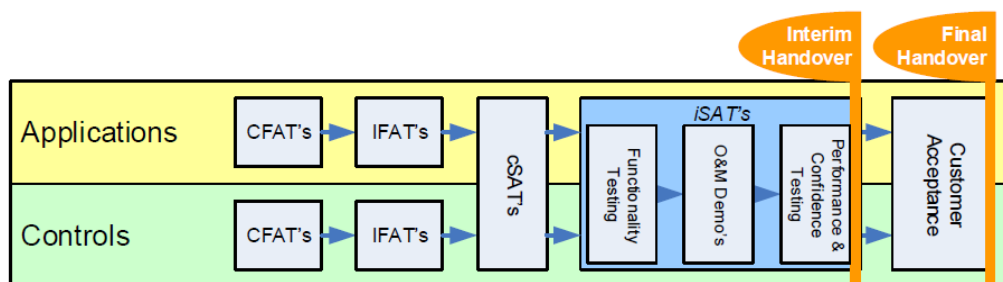 Interim
Handover
Final
Handover
Applications
CFAT's
IFAT's
cSAT's
iSAT's
Functionality
Testing
O&M Demo's
Performance &
Confidence
Testing
Customer
Acceptance
Controls
CFAT's
IFAT's